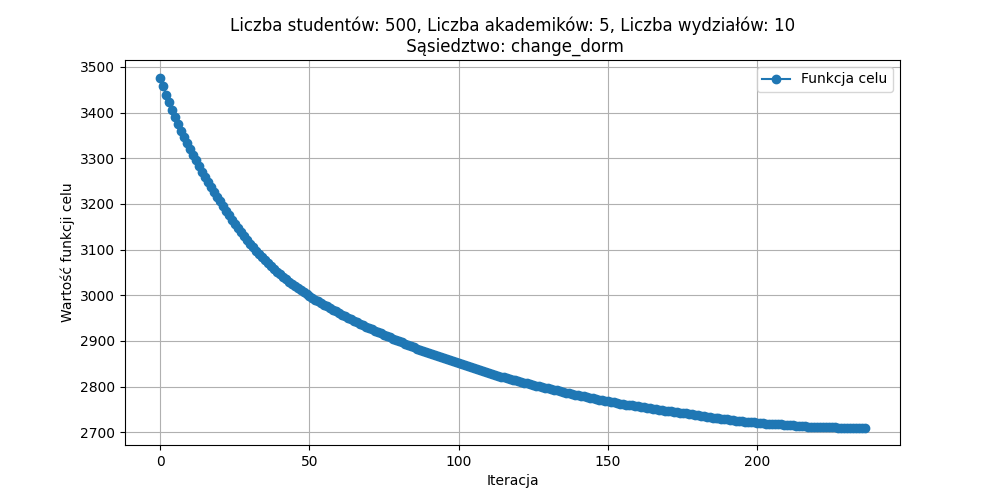 Liczba studentów: 500, Liczba akademików: 5, Liczba wydziałów: 10
Sąsiedztwo: change_dorm
Funkcja celu
Wartość funkcji celu
3500
3400
3300
3200
3100
3000
2900
2800
2700
0 50 100 150 200
Iteracja